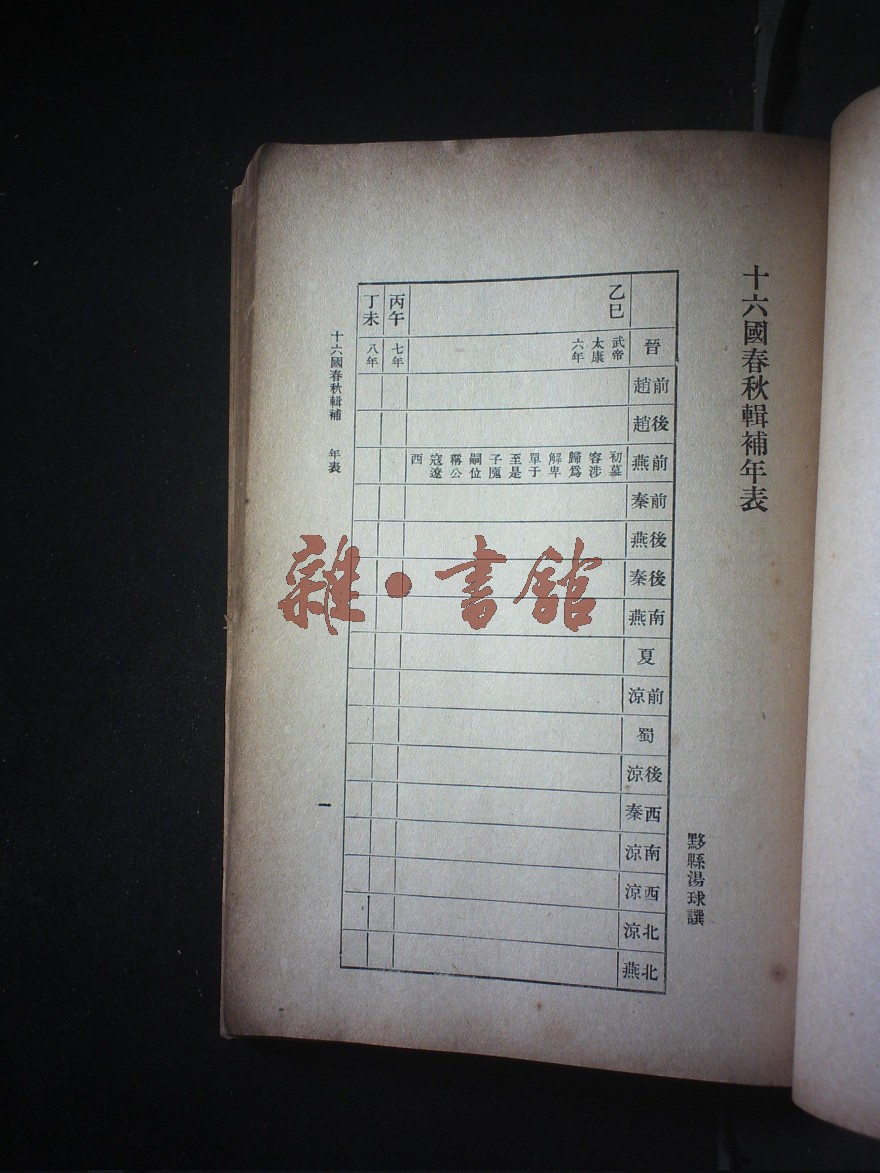 十六國春秋輯補年表
黟縣湯球譔
晉
前趙
後趙
前燕
前秦
後燕
後秦
南燕
夏
前涼
蜀
後涼
西秦
南涼
西涼
北涼
北燕
乙巳
武帝
太康
六年
初慕
容涉
歸爲
解卑
單于
至是
子廆
嗣位
稱公
寇遼
西
丙午
七年
丁未
八年
十六國春秋輯補 年表
一
雜·書館